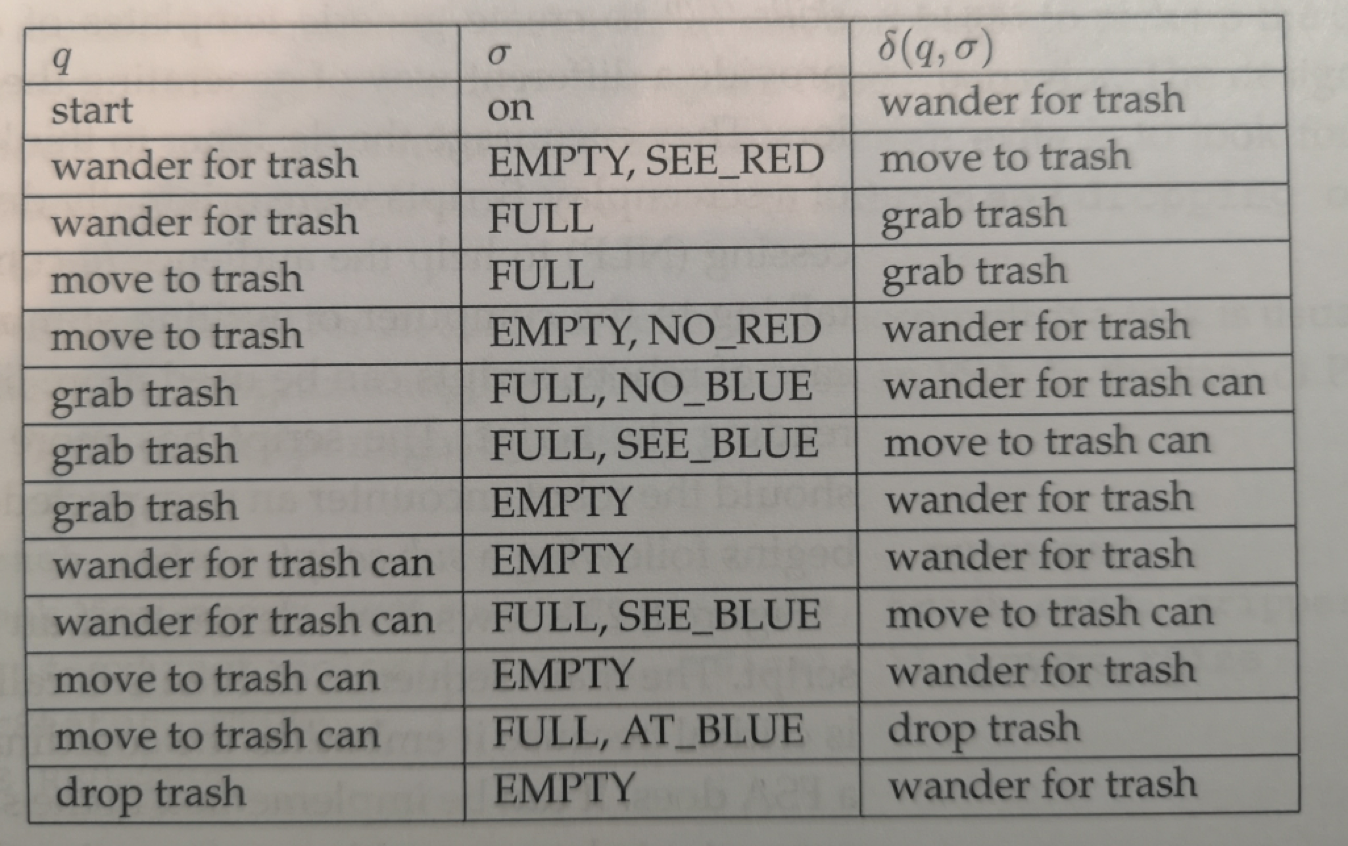 q σ δ(q, σ)
start on wander for trash
wander for trash EMPTY, SEE_RED move to trash
wander for trash FULL grab trash
move to trash FULL grab trash
move to trash EMPTY, NO_RED wander for trash
grab trash FULL, NO_BLUE wander for trash can
grab trash FULL, SEE_BLUE move to trash can
grab trash EMPTY wander for trash
wander for trash can EMPTY wander for trash
wander for trash can FULL, SEE_BLUE move to trash can
move to trash can EMPTY wander for trash
move to trash can FULL, AT_BLUE drop trash
drop trash EMPTY wander for trash